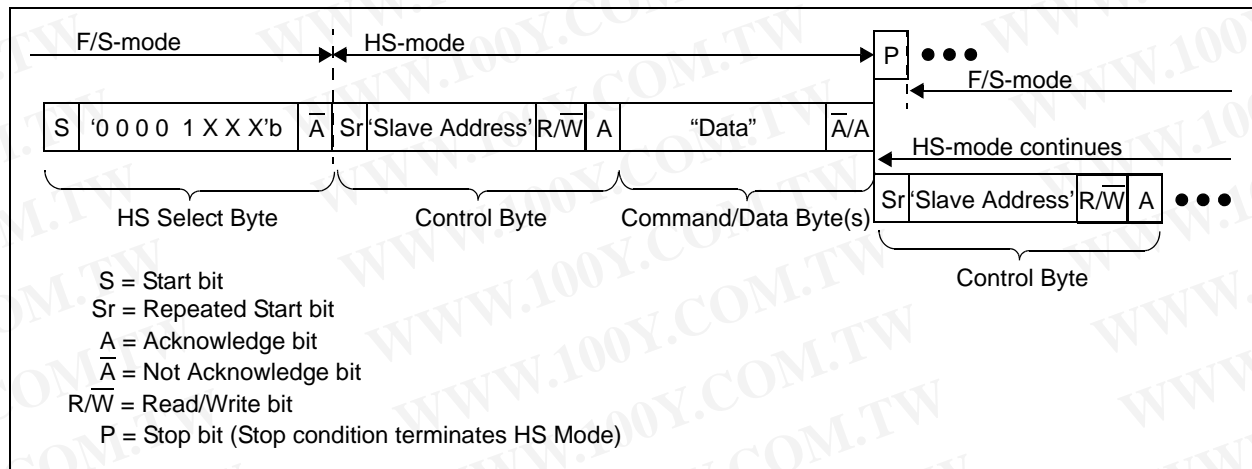 F/S-mode HS-mode
P
F/S-mode
S '0 0 0 0 1 X X X'b A̅ Sr 'Slave Address' R/W̅ A "Data" A̅/A
HS-mode continues
Sr 'Slave Address' R/W̅ A
HS Select Byte Control Byte Command/Data Byte(s)
Control Byte
S = Start bit
Sr = Repeated Start bit
A = Acknowledge bit
A̅ = Not Acknowledge bit
R/W̅ = Read/Write bit
P = Stop bit (Stop condition terminates HS Mode)
WWW.100Y.COM.TW